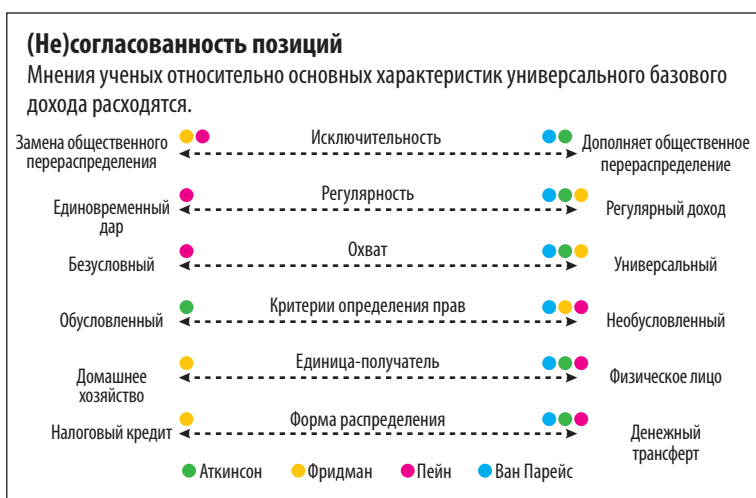 (Не)согласованность позиций
Мнения ученых относительно основных характеристик универсального базового
дохода расходятся.
Замена общественного
перераспределения
Исключительность
Дополняет общественное
перераспределение
Единовременный
дар
Регулярность
Регулярный доход
Безусловный
Охват
Универсальный
Обусловленный
Критерии определения прав
Необусловленный
Домашнее
хозяйство
Единица-получатель
Физическое лицо
Налоговый кредит
Форма распределения
Денежный
трансферт
Аткинсон Фридман Пейн Ван Парейс